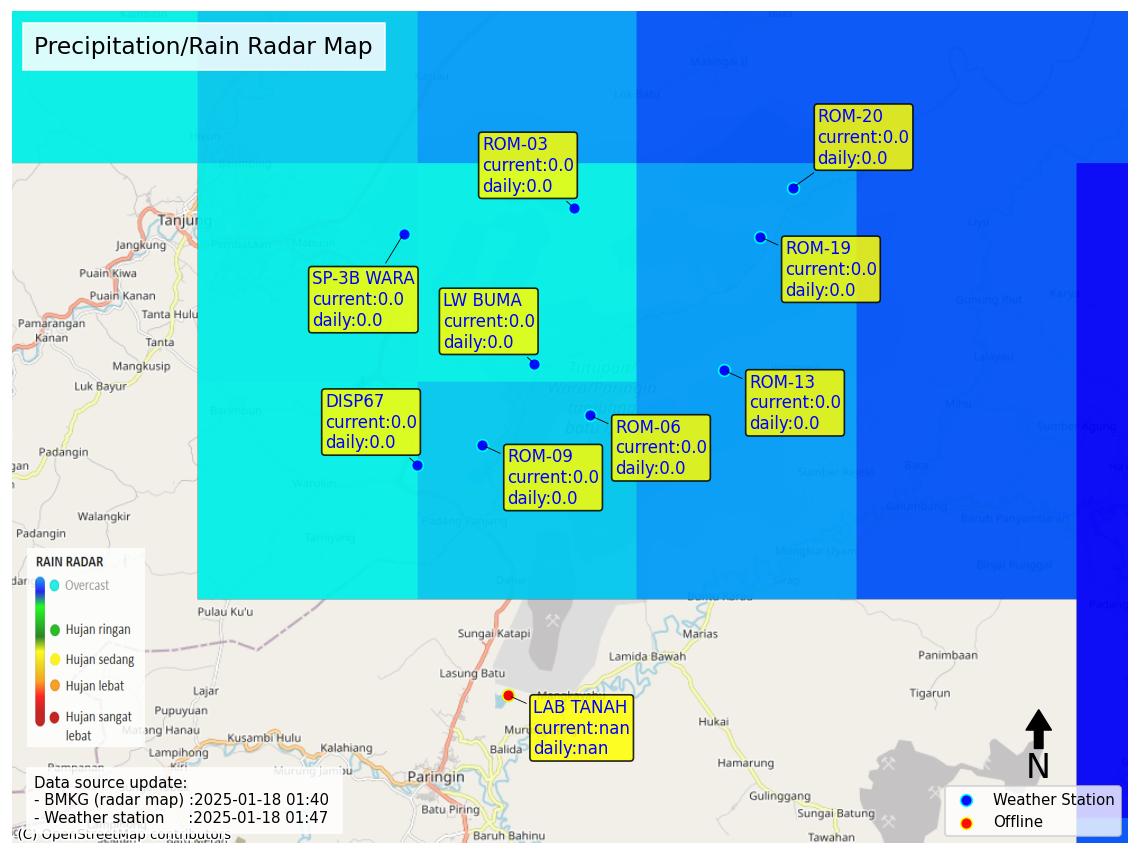 Precipitation/Rain Radar Map
ROM-20
current:0.0
daily:0.0
ROM-03
current:0.0
daily:0.0
ROM-19
current:0.0
daily:0.0
SP-3B WARA
current:0.0
daily:0.0
LW BUMA
current:0.0
daily:0.0
ROM-13
current:0.0
daily:0.0
DISP67
current:0.0
daily:0.0
ROM-06
current:0.0
daily:0.0
ROM-09
current:0.0
daily:0.0
LAB TANAH
current:nan
daily:nan
Tanjung
Jangkung
Puain Kiwa
Puain Kanan
Tanta Hulu
Pamarangan
Kanan
Tanta
Mangkusip
Luk Bayur
Padangin
Walangkir
Padangin
Pulau Ku'u
Sungai Katapi
Marias
Lamida Bawah
Panimbaan
Lasung Batu
Tigarun
Lajar
Pupuyuan
Matang Hanau
Hukai
Kusambi Hulu
Kalahiang
Lampihong
Balida
Hamarung
Murung Jambu
Paringin
Batu Piring
Gulinggang
Sungai Batung
Baruh Bahinu
Tawahan
RAIN RADAR
Overcast
Hujan ringan
Hujan sedang
Hujan lebat
Hujan sangat
lebat
Data source update:
- BMKG (radar map) :2025-01-18 01:40
- Weather station :2025-01-18 01:47
(C) OpenStreetMap contributors
N
Weather Station
Offline